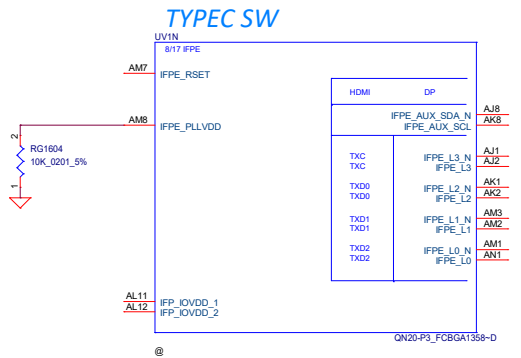 TYPEC SW
UV1N
8/17 IFPE
AM7 IFPE_RSET
HDMI DP
IFPE_AUX_SDA_N AJ8
IFPE_AUX_SCL AK8
AM8 IFPE_PLLVDD
2
RG1604
10K_0201_5%
1
TXC IFPE_L3_N AJ1
TXC IFPE_L3 AJ2
TXD0 IFPE_L2_N AK1
TXD0 IFPE_L2 AK2
TXD1 IFPE_L1_N AM3
TXD1 IFPE_L1 AM2
TXD2 IFPE_L0_N AM1
TXD2 IFPE_L0 AN1
AL11 IFP_IOVDD_1
AL12 IFP_IOVDD_2
QN20-P3_FCBGA1358~D
@